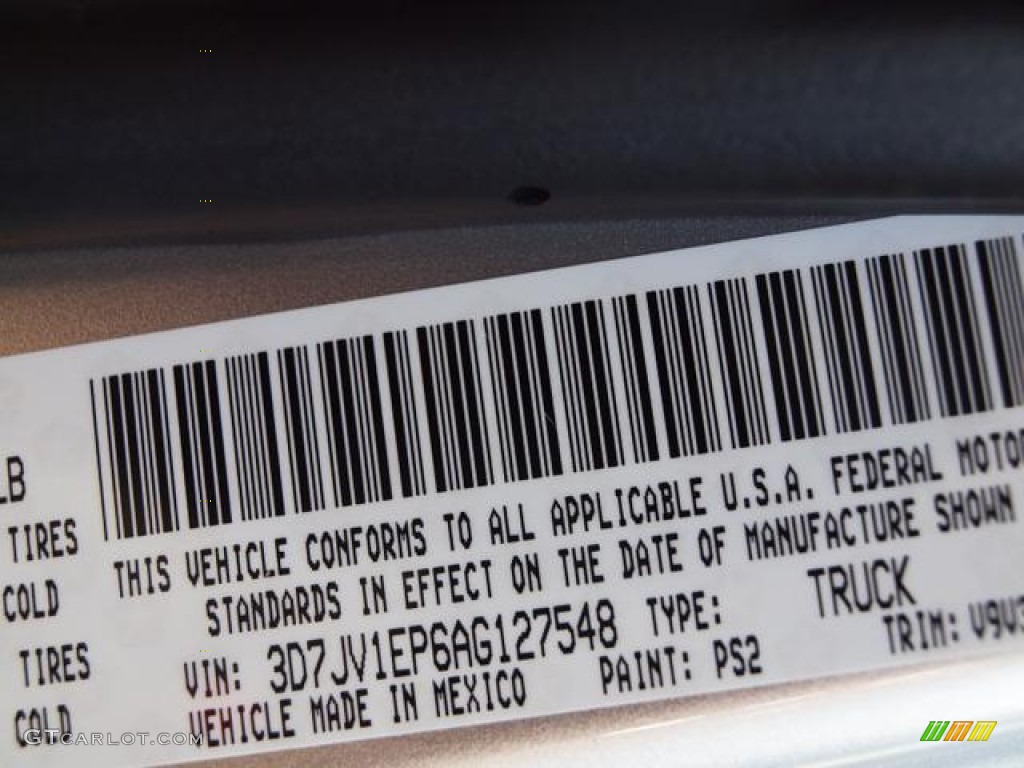 LB
THIS VEHICLE CONFORMS TO ALL APPLICABLE U.S.A. FEDERAL MOTOR
TIRES
STANDARDS IN EFFECT ON THE DATE OF MANUFACTURE SHOWN
COLD
VIN: 3D7JV1EP6AG127548 TYPE: TRUCK
TIRES
VEHICLE MADE IN MEXICO PAINT: PS2 TRIM: V9V3
COLD
GTCARLOT.COM